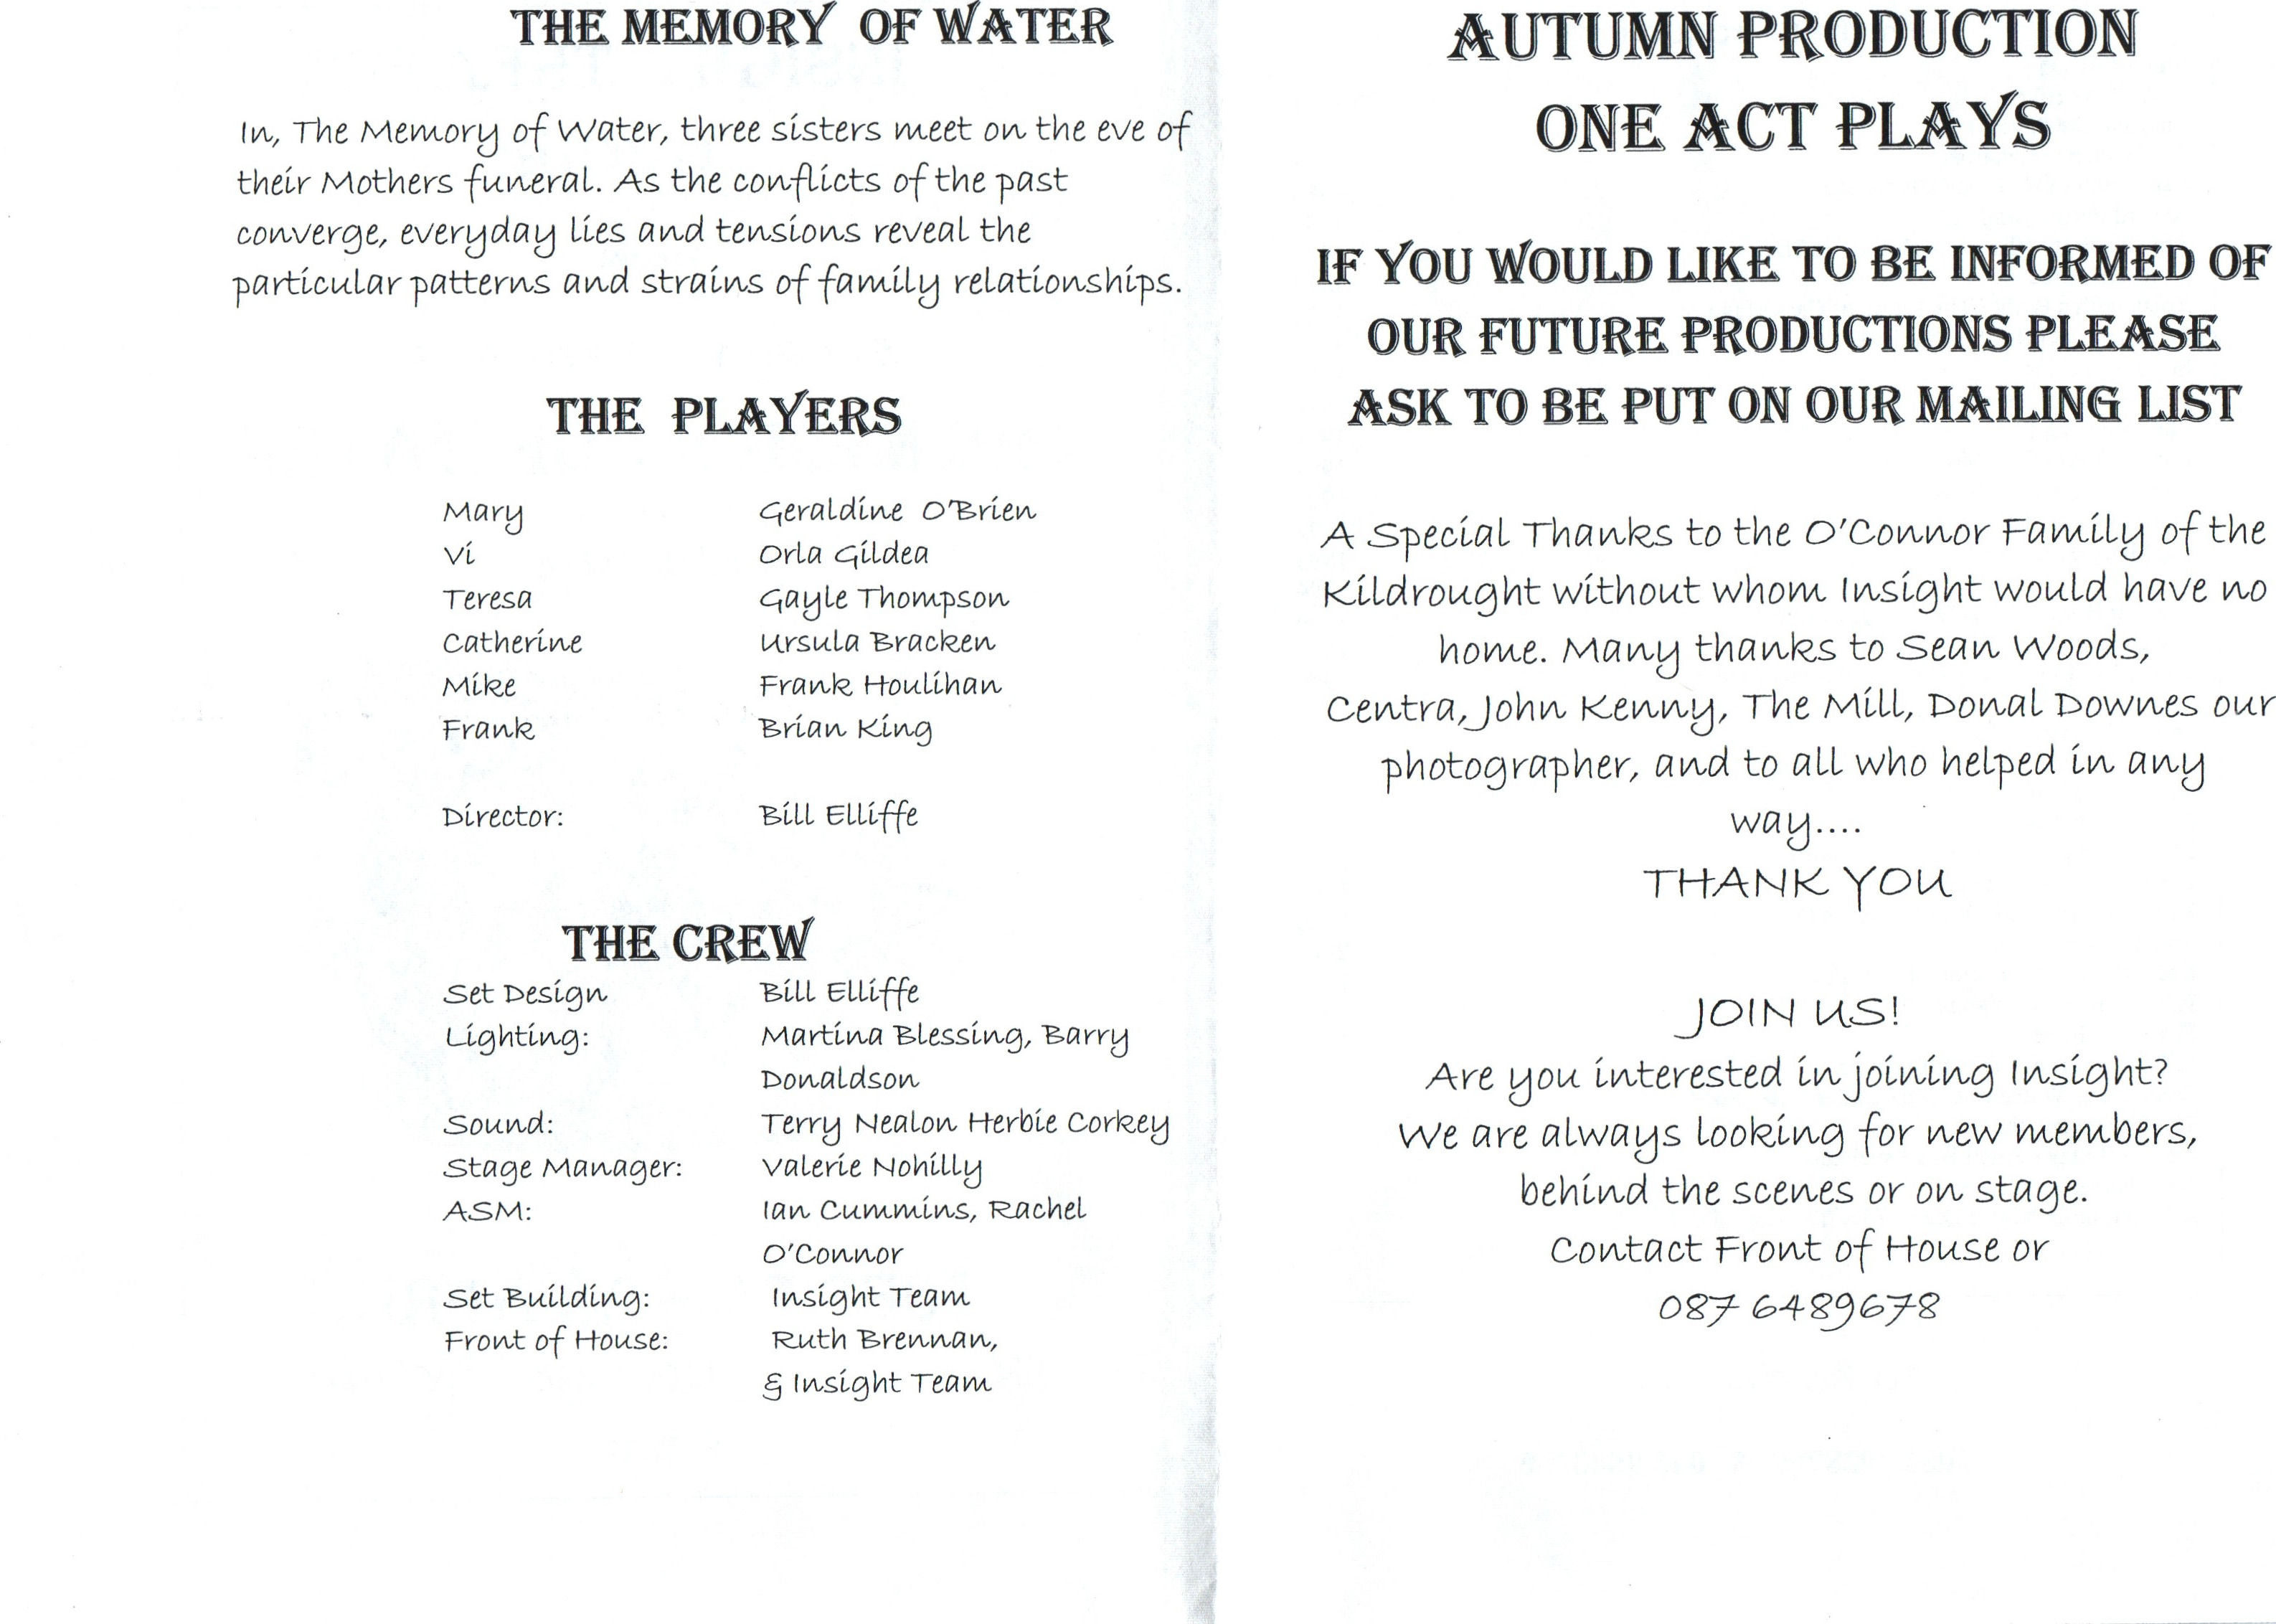 THE MEMORY OF WATER
In, The Memory of Water, three sisters meet on the eve of
their Mothers funeral. As the conflicts of the past
converge, everyday lies and tensions reveal the
particular patterns and strains of family relationships.
THE PLAYERS
Mary Geraldine O'Brien
Vi Orla Gildea
Teresa Gayle Thompson
Catherine Ursula Bracken
Mike Frank Houlihan
Frank Brian King
Director: Bill Elliffe
THE CREW
Set Design Bill Elliffe
Lighting: Martina Blessing, Barry
Donaldson
Sound: Terry Nealon Herbie Corkey
Stage Manager: Valerie Nohilly
ASM: Ian Cummins, Rachel
O'Connor
Set Building: Insight Team
Front of House: Ruth Brennan,
& Insight Team
AUTUMN PRODUCTION
ONE ACT PLAYS
IF YOU WOULD LIKE TO BE INFORMED OF
OUR FUTURE PRODUCTIONS PLEASE
ASK TO BE PUT ON OUR MAILING LIST
A Special Thanks to the O'Connor Family of the
Kildrought without whom Insight would have no
home. Many thanks to Sean Woods,
Centra, John Kenny, The Mill, Donal Downes our
photographer, and to all who helped in any
way....
THANK YOU
JOIN US!
Are you interested in joining Insight?
We are always looking for new members,
behind the scenes or on stage.
Contact Front of House or
087 6489678